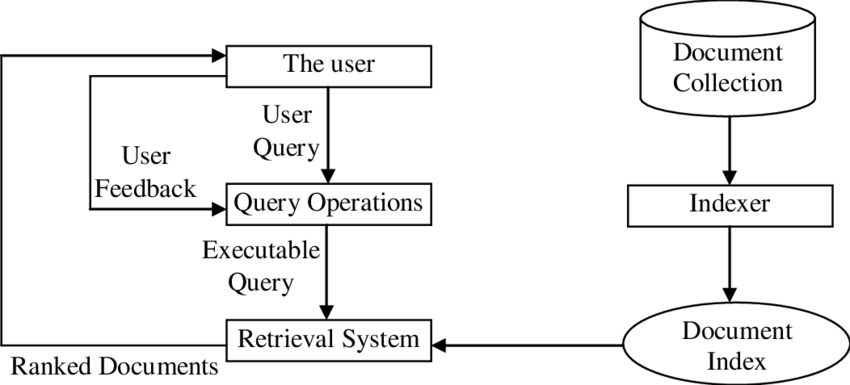 The user
User
Query
User
Feedback
Query Operations
Executable
Query
Retrieval System
Ranked Documents
Document
Collection
Indexer
Document
Index